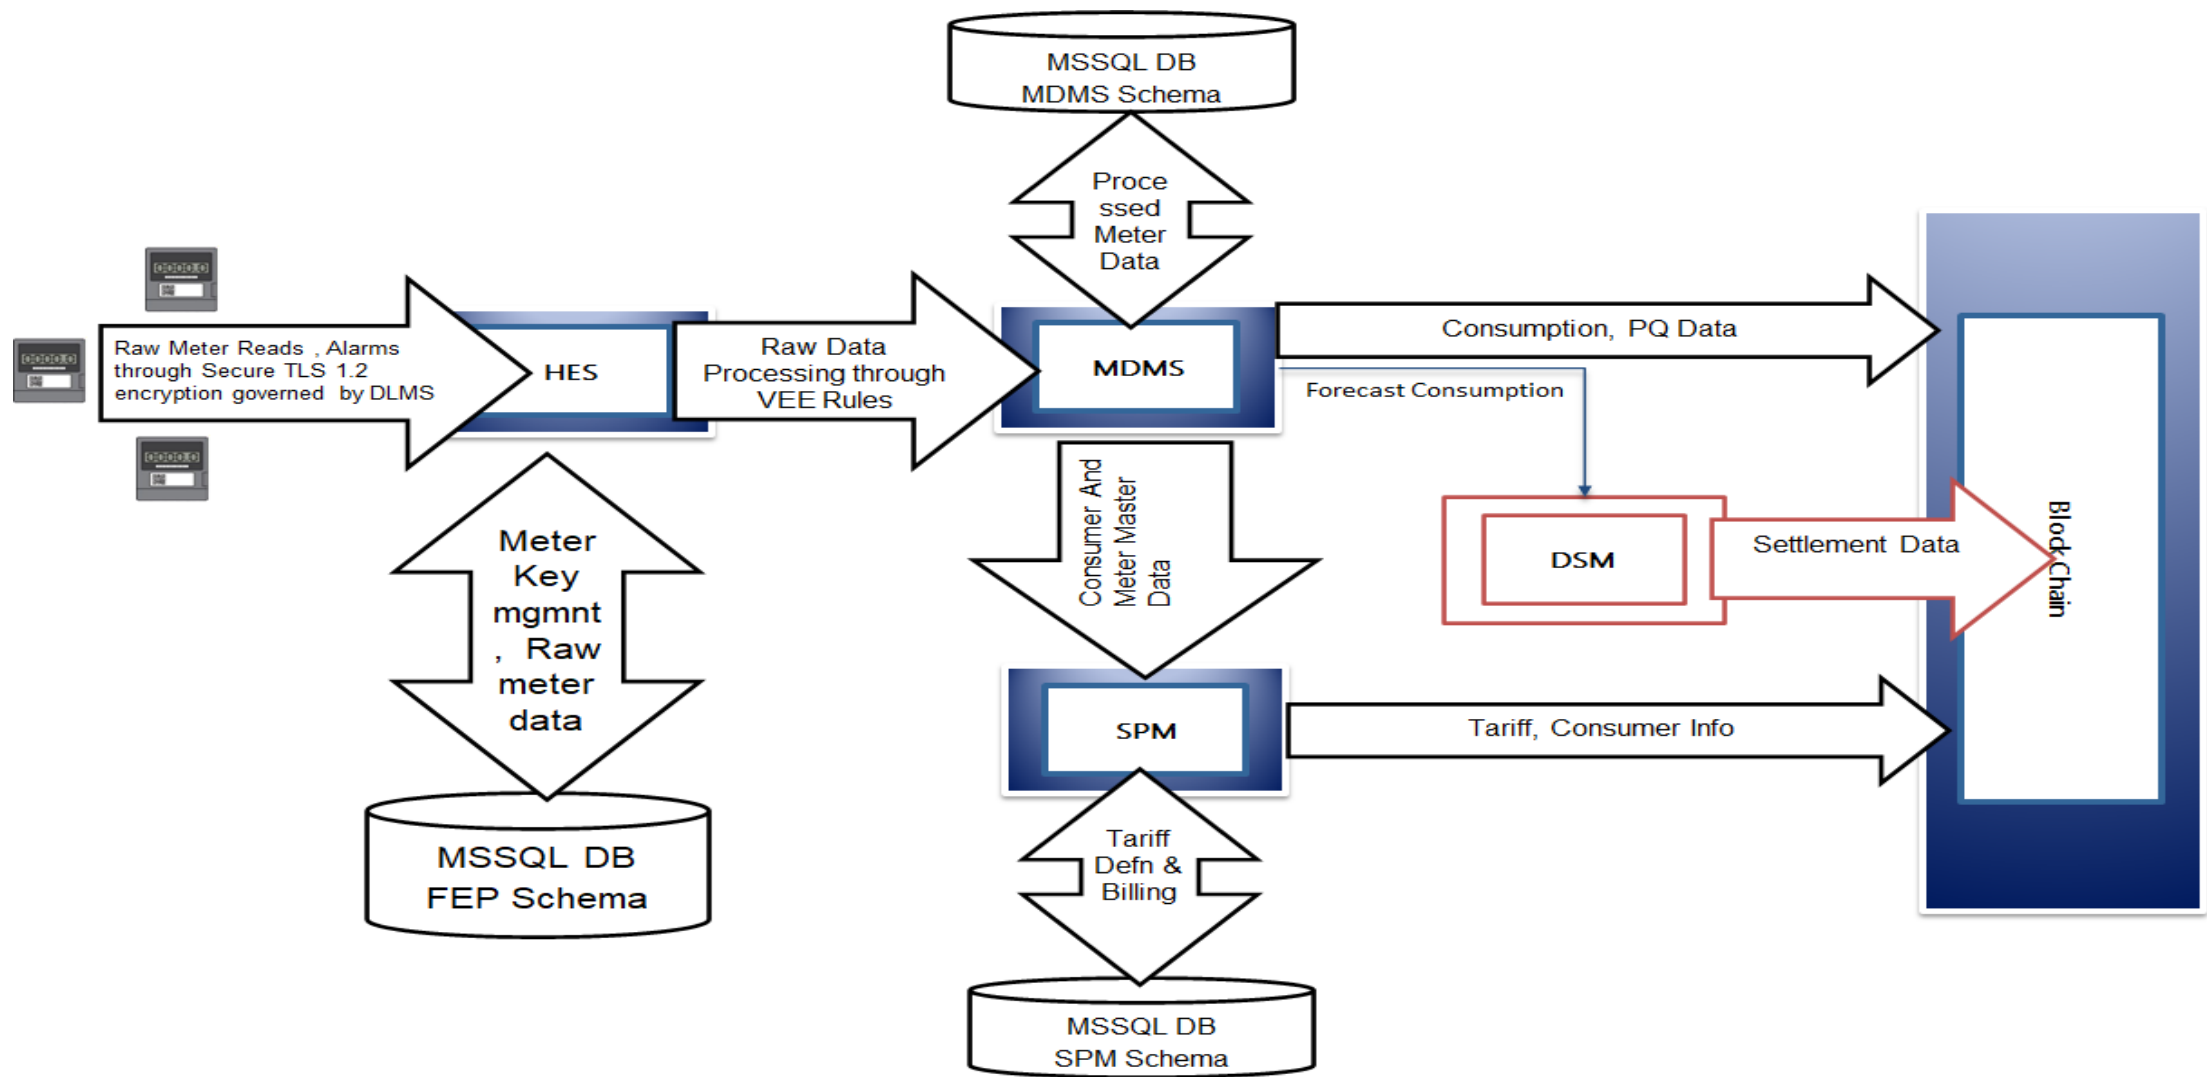 MSSQL DB
MDMS Schema
Proce
ssed
Meter
Data
Raw Meter Reads , Alarms
through Secure TLS 1.2
encryption governed by DLMS
HES
Raw Data
Processing through
VEE Rules
MDMS
Consumption, PQ Data
Forecast Consumption
Consumer And
Meter Master
Data
Meter
Key
mgmnt
, Raw
meter
data
DSM
Settlement Data
BlockChain
SPM
Tariff, Consumer Info
Tariff
Defn &
Billing
MSSQL DB
FEP Schema
MSSQL DB
SPM Schema